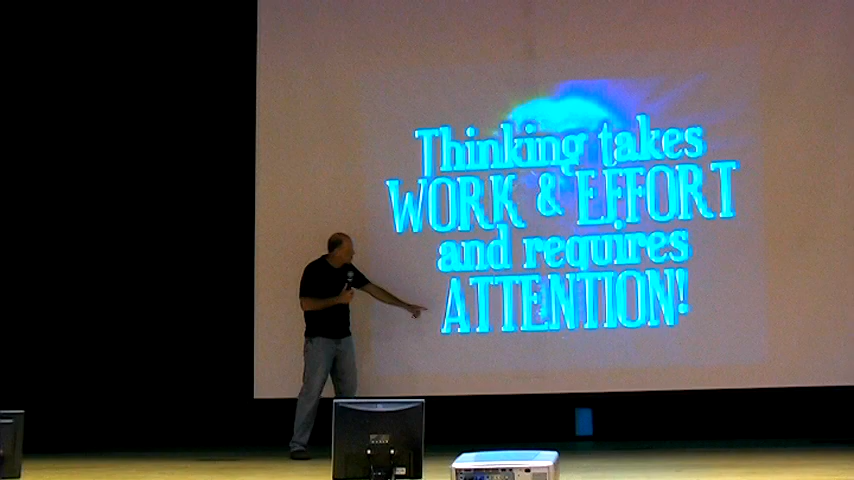 Thinking takes
WORK & EFFORT
and requires
ATTENTION!